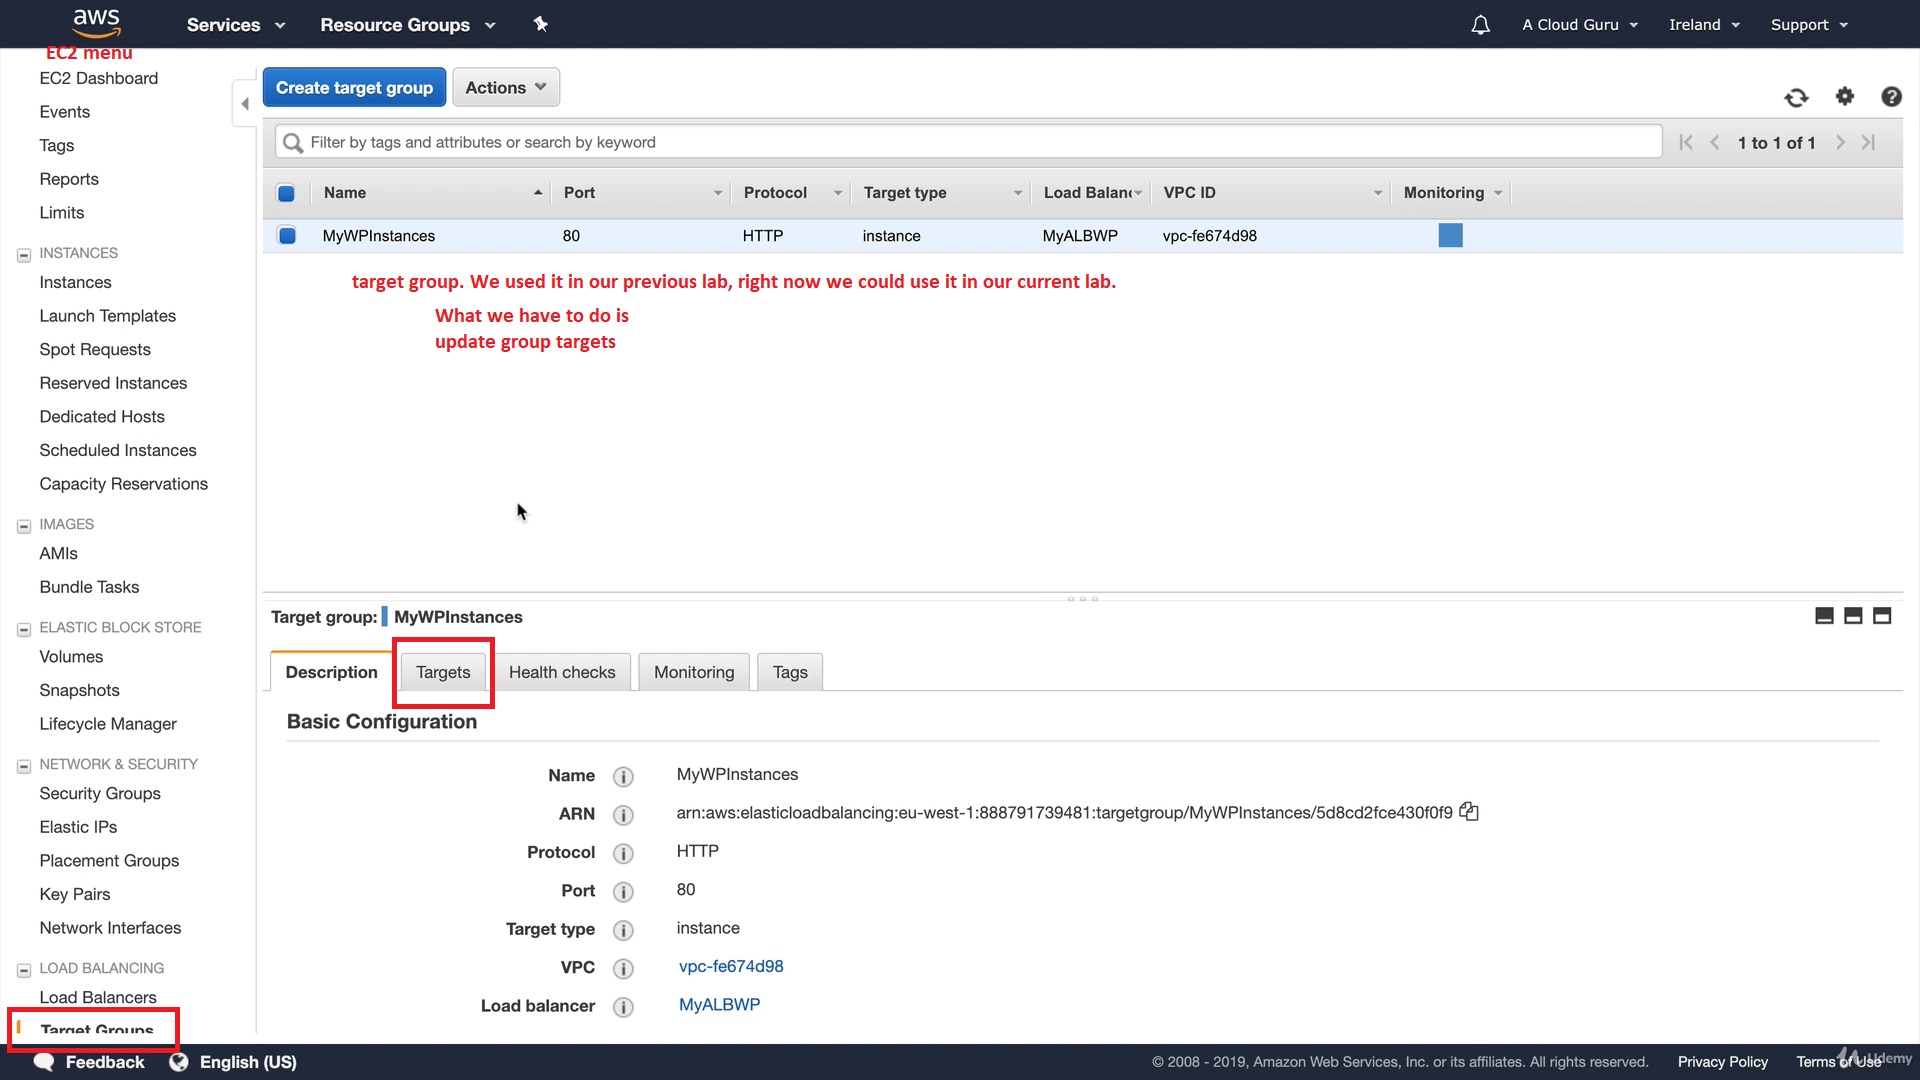 aws
Services
Resource Groups
A Cloud Guru
Ireland
Support
EC2 menu
EC2 Dashboard
Events
Tags
Reports
Limits
INSTANCES
Instances
Launch Templates
Spot Requests
Reserved Instances
Dedicated Hosts
Scheduled Instances
Capacity Reservations
IMAGES
AMIs
Bundle Tasks
ELASTIC BLOCK STORE
Volumes
Snapshots
Lifecycle Manager
NETWORK & SECURITY
Security Groups
Elastic IPs
Placement Groups
Key Pairs
Network Interfaces
LOAD BALANCING
Load Balancers
Target Groups
Create target group
Actions
Filter by tags and attributes or search by keyword
1 to 1 of 1
Name Port Protocol Target type Load Balanc VPC ID Monitoring
MyWPInstances 80 HTTP instance MyALBWP vpc-fe674d98
target group. We used it in our previous lab, right now we could use it in our current lab.
What we have to do is
update group targets
Target group: MyWPInstances
Description Targets Health checks Monitoring Tags
Basic Configuration
Name MyWPInstances
ARN arn:aws:elasticloadbalancing:eu-west-1:888791739481:targetgroup/MyWPInstances/5d8cd2fce430f0f9
Protocol HTTP
Port 80
Target type instance
VPC vpc-fe674d98
Load balancer MyALBWP
Feedback
English (US)
© 2008 - 2019, Amazon Web Services, Inc. or its affiliates. All rights reserved.
Privacy Policy
Terms of Use
Udemy